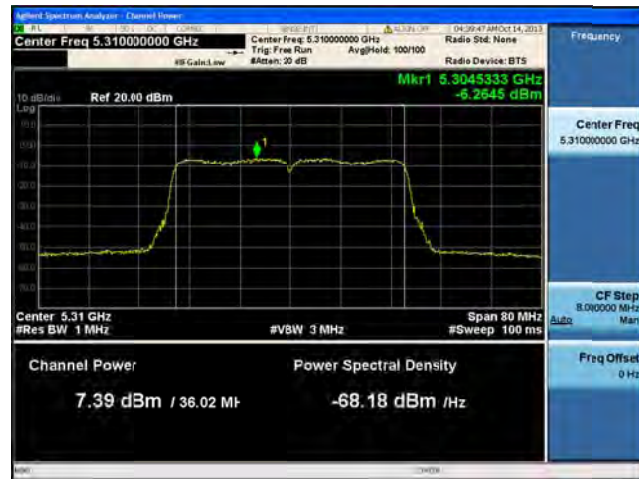 Agilent Spectrum Analyzer - Channel Power
RL
Center Freq 5.310000000 GHz
#IFGain:Low
Center Freq: 5.310000000 GHz
Trig: Free Run
Avg|Hold: 100/100
#Atten: 20 dB
04:39:47 AM Oct 14, 2013
Radio Std: None
Radio Device: BTS
Mkr1 5.3045333 GHz
-6.2645 dBm
10 dB/div
Ref 20.00 dBm
Log
1
Center 5.31 GHz
Span 80 MHz
#Res BW 1 MHz
#VBW 3 MHz
#Sweep 100 ms
Channel Power
7.39 dBm / 36.02 MH
Power Spectral Density
-68.18 dBm /Hz
Frequency
Center Freq
5.310000000 GHz
CF Step
8.000000 MHz
Auto
Man
Freq Offset
0 Hz